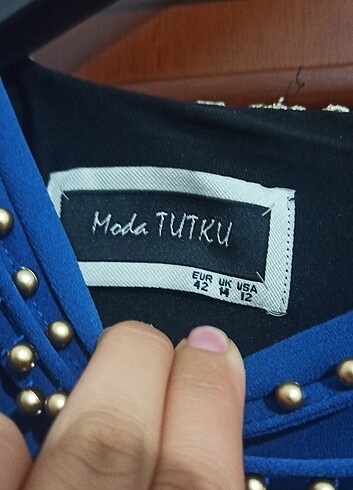 Moda TUTKU
EUR UK USA
42 14 12